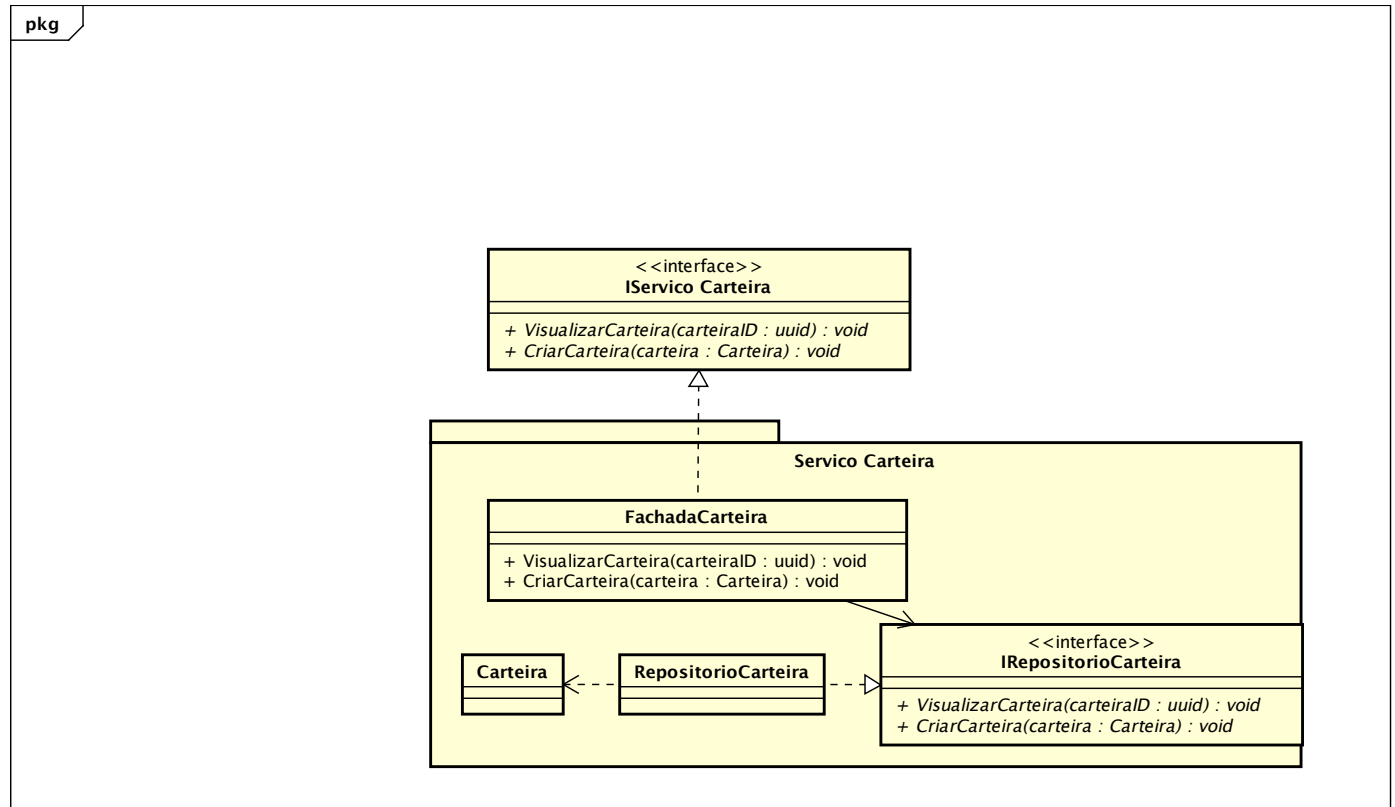 pkg
<<interface>>
IServico Carteira
+ VisualizarCarteira(carteiraID : uuid) : void
+ CriarCarteira(carteira : Carteira) : void
Servico Carteira
FachadaCarteira
+ VisualizarCarteira(carteiraID : uuid) : void
+ CriarCarteira(carteira : Carteira) : void
Carteira
RepositorioCarteira
<<interface>>
IRepositorioCarteira
+ VisualizarCarteira(carteiraID : uuid) : void
+ CriarCarteira(carteira : Carteira) : void